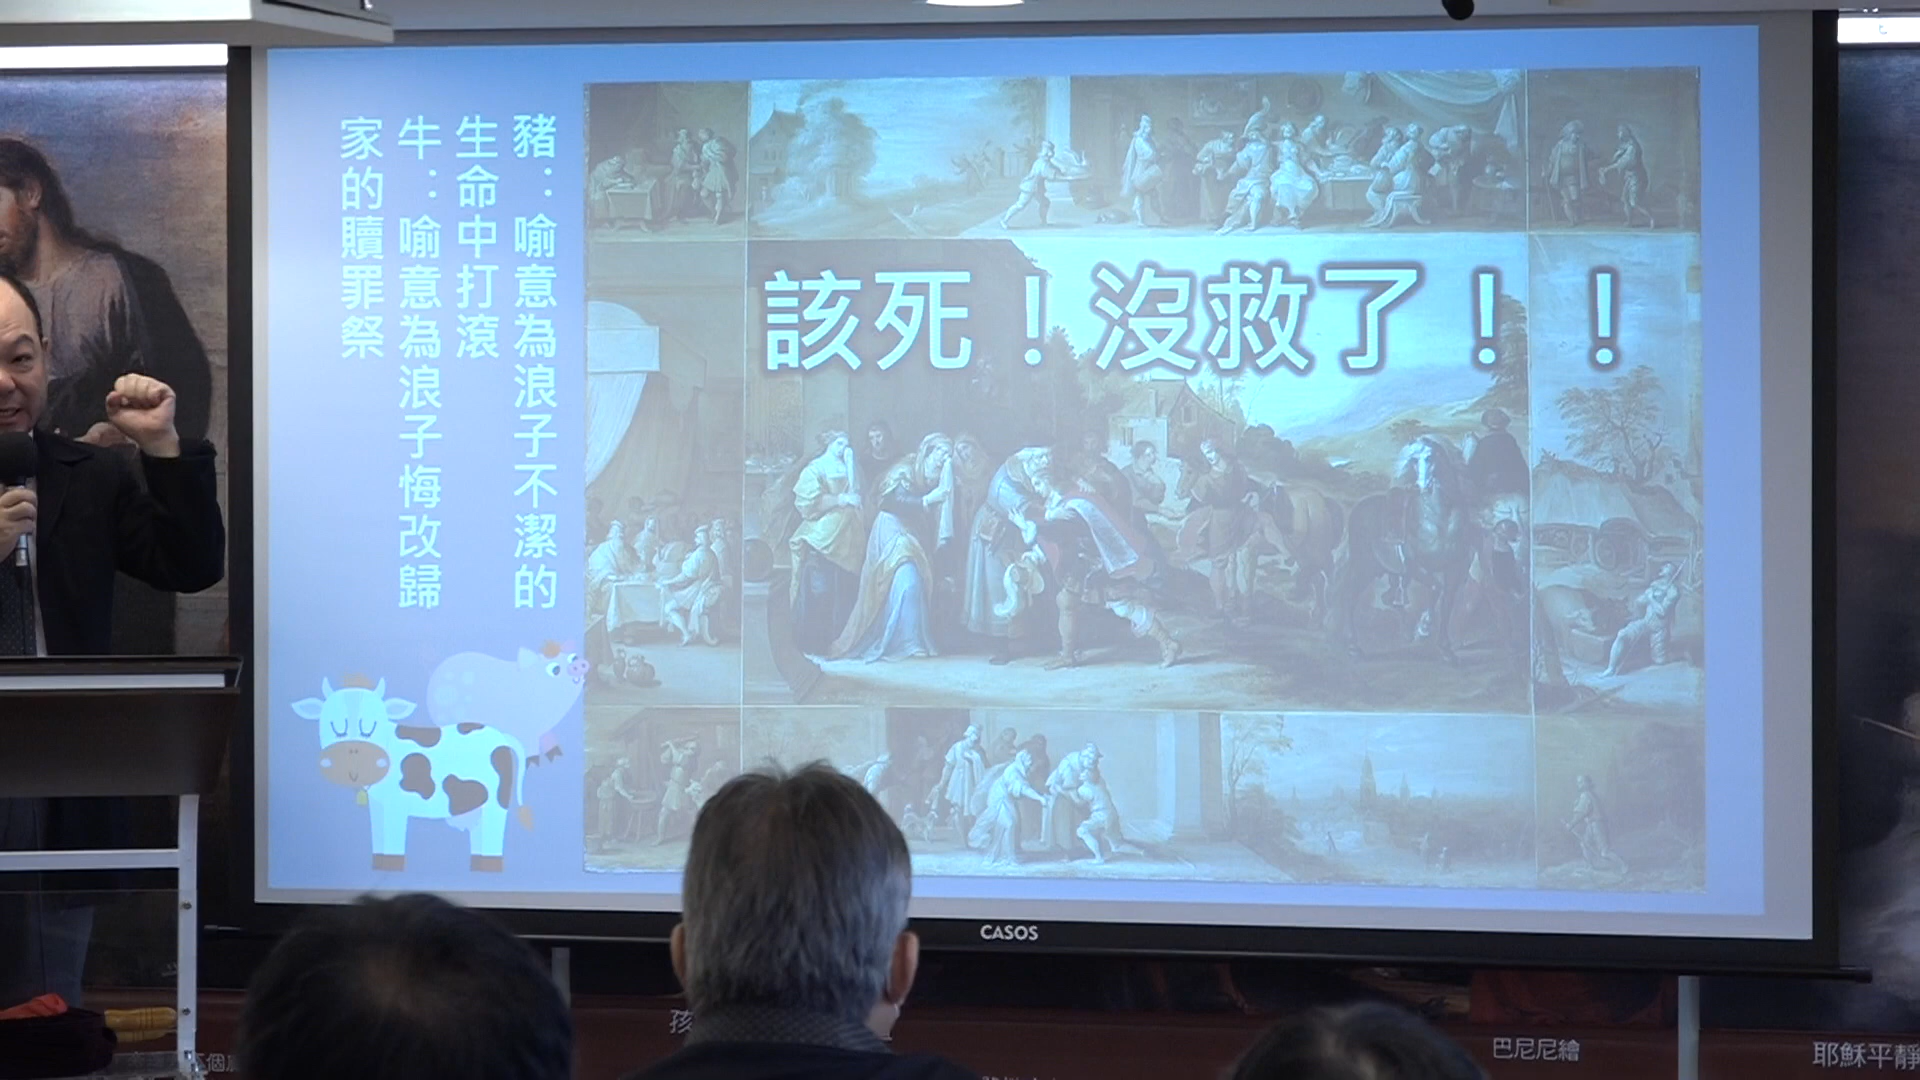 豬：喻意為浪子不潔的
生命中打滾
牛：喻意為浪子悔改歸
家的贖罪祭
該死！沒救了！！
CASOS
孩
巴尼尼繪
耶穌平靜